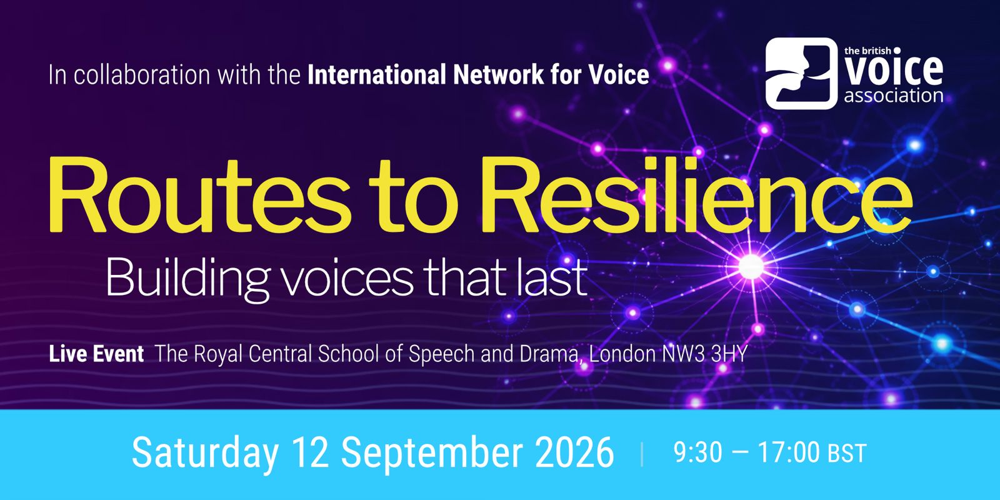 In collaboration with the International Network for Voice
the british
voice
association
Routes to Resilience
Building voices that last
Live Event The Royal Central School of Speech and Drama, London NW3 3HY
Saturday 12 September 2026 | 9:30 – 17:00 BST